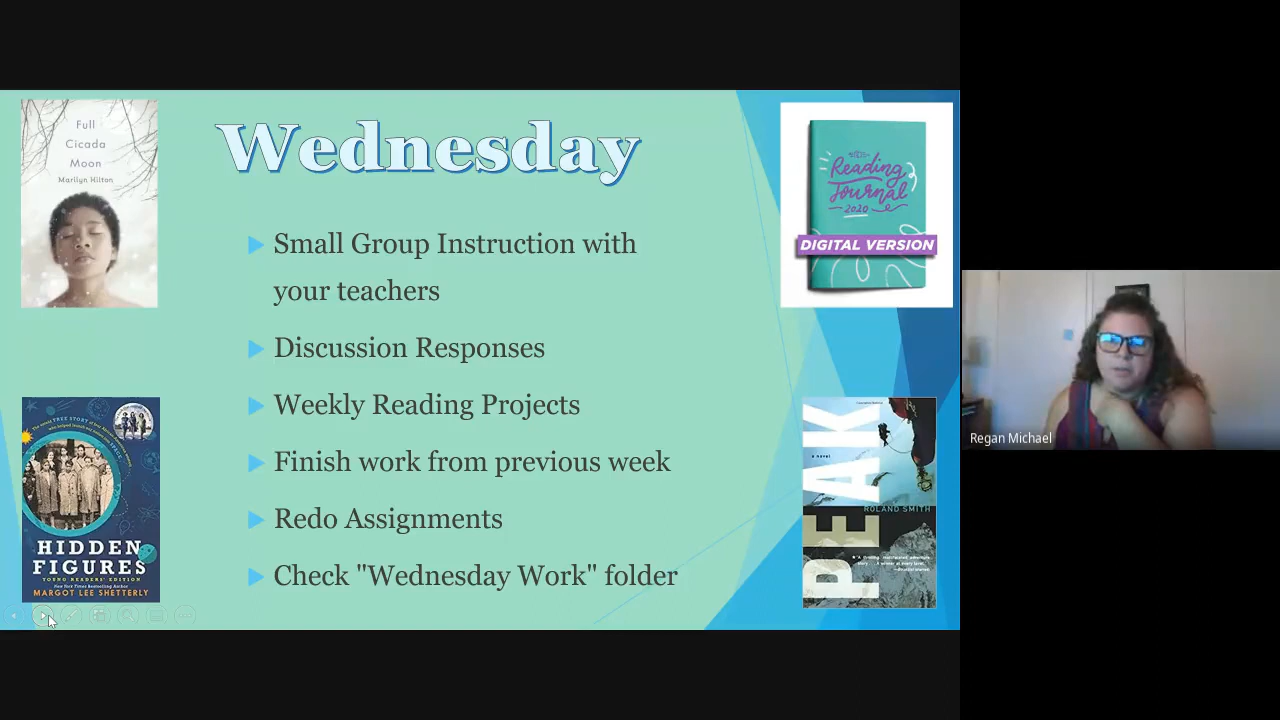 Wednesday
Small Group Instruction with
your teachers
Discussion Responses
Weekly Reading Projects
Finish work from previous week
Redo Assignments
Check "Wednesday Work" folder
Full
Cicada
Moon
Marilyn Hilton
Reading
Journal
2020
DIGITAL VERSION
HIDDEN
FIGURES
YOUNG READERS' EDITION
MARGOT LEE SHETTERLY
PEAK
a novel
ROLAND SMITH
Regan Michael